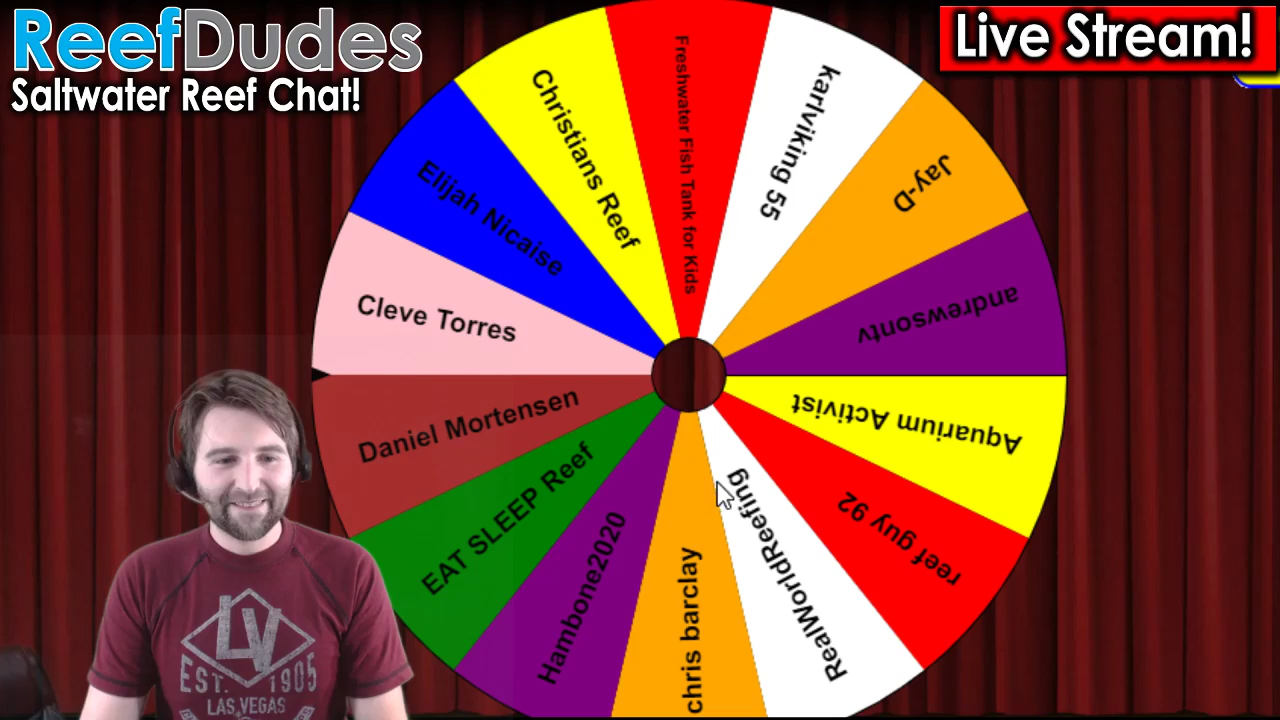 ReefDudes
Saltwater Reef Chat!
Live Stream!
Freshwater Fish Tank for Kids
karlviking 55
Jay-D
andrewsontv
Aquarium Activist
reef guy 92
RealWorldReefing
chris barclay
Hambone2020
EAT SLEEP Reef
Daniel Mortensen
Cleve Torres
Elijah Nicaise
Christians Reef
LV
EST. 1905
LAS VEGAS